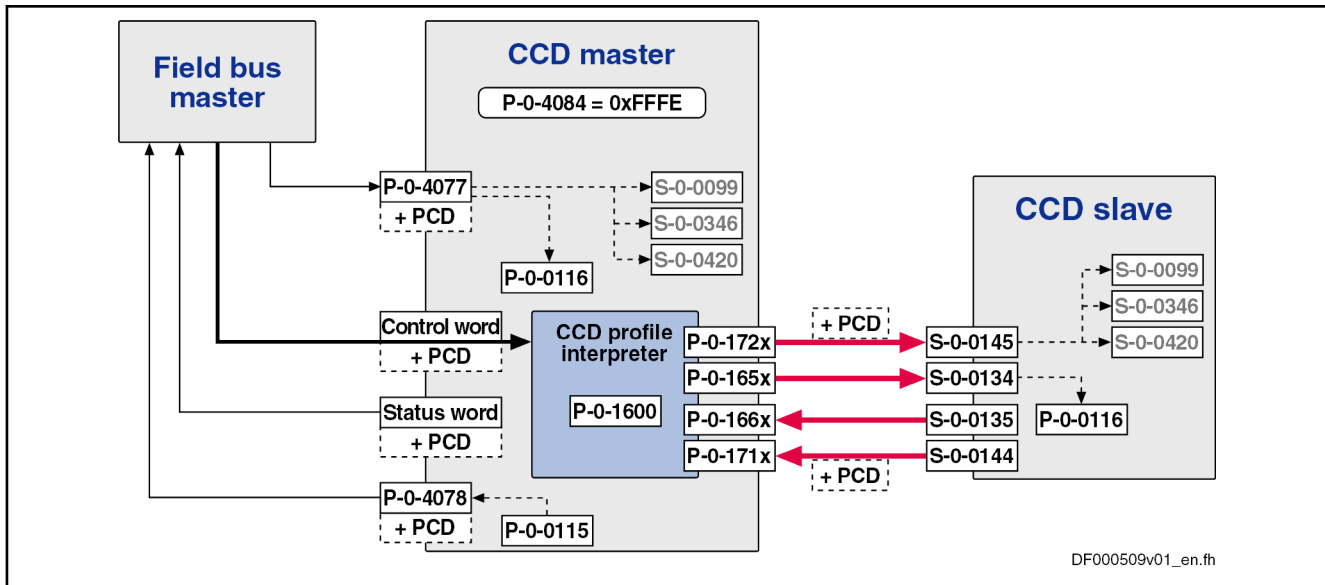 Field bus
master
CCD master
P-0-4084 = 0xFFFE
P-0-4077
+ PCD
S-0-0099
S-0-0346
S-0-0420
P-0-0116
Control word
+ PCD
CCD profile
interpreter
P-0-1600
P-0-172x
P-0-165x
P-0-166x
P-0-171x
Status word
+ PCD
P-0-4078
+ PCD
P-0-0115
+ PCD
+ PCD
CCD slave
S-0-0145
S-0-0134
S-0-0135
S-0-0144
S-0-0099
S-0-0346
S-0-0420
P-0-0116
DF000509v01_en.fh